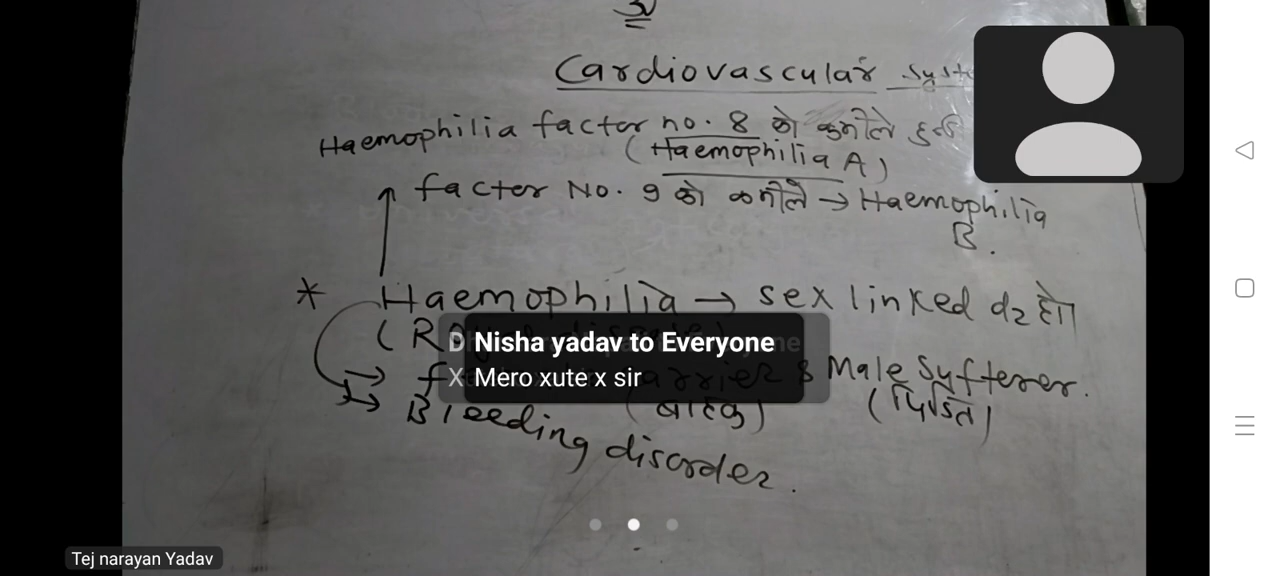 Cardiovascular
Haemophilia factor no. 8 को कमीले हुने
(Haemophilia A)
factor No. 9 को कमीले → Haemophilia
B.
* Haemophilia → sex linked dz हो।
(R
Nisha yadav to Everyone
Mero xute x sir
→ f arrier & Male Sufferer.
(बाहक) (पिडित)
→ Bleeding disorder.
Tej narayan Yadav